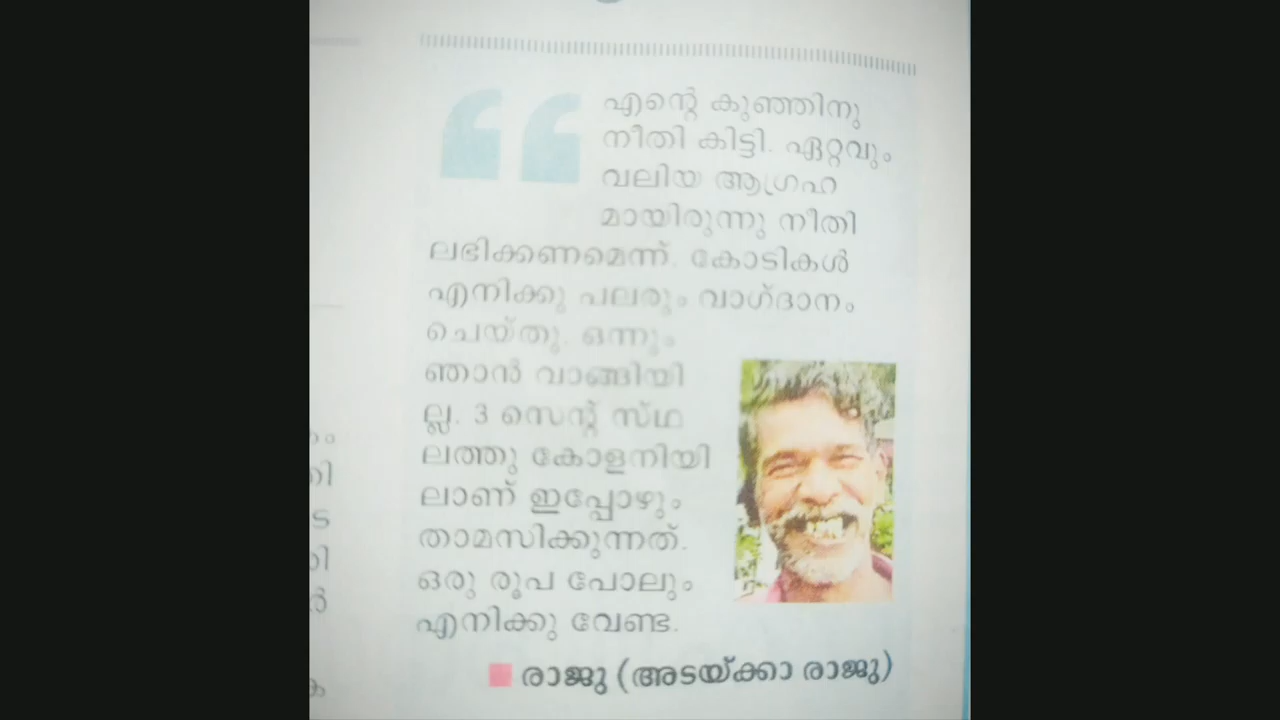 എന്റെ കുഞ്ഞിനു
നീതി കിട്ടി. ഏറ്റവും
വലിയ ആഗ്രഹ
മായിരുന്നു നീതി
ലഭിക്കണമെന്ന്. കോടികൾ
എനിക്കു പലരും വാഗ്ദാനം
ചെയ്തു. ഒന്നും
ഞാൻ വാങ്ങിയി
ല്ല. 3 സെന്റ് സ്ഥ
ലത്തു കോളനിയി
ലാണ് ഇപ്പോഴും
താമസിക്കുന്നത്.
ഒരു രൂപ പോലും
എനിക്കു വേണ്ട.
രാജു (അടയ്ക്കാ രാജു)